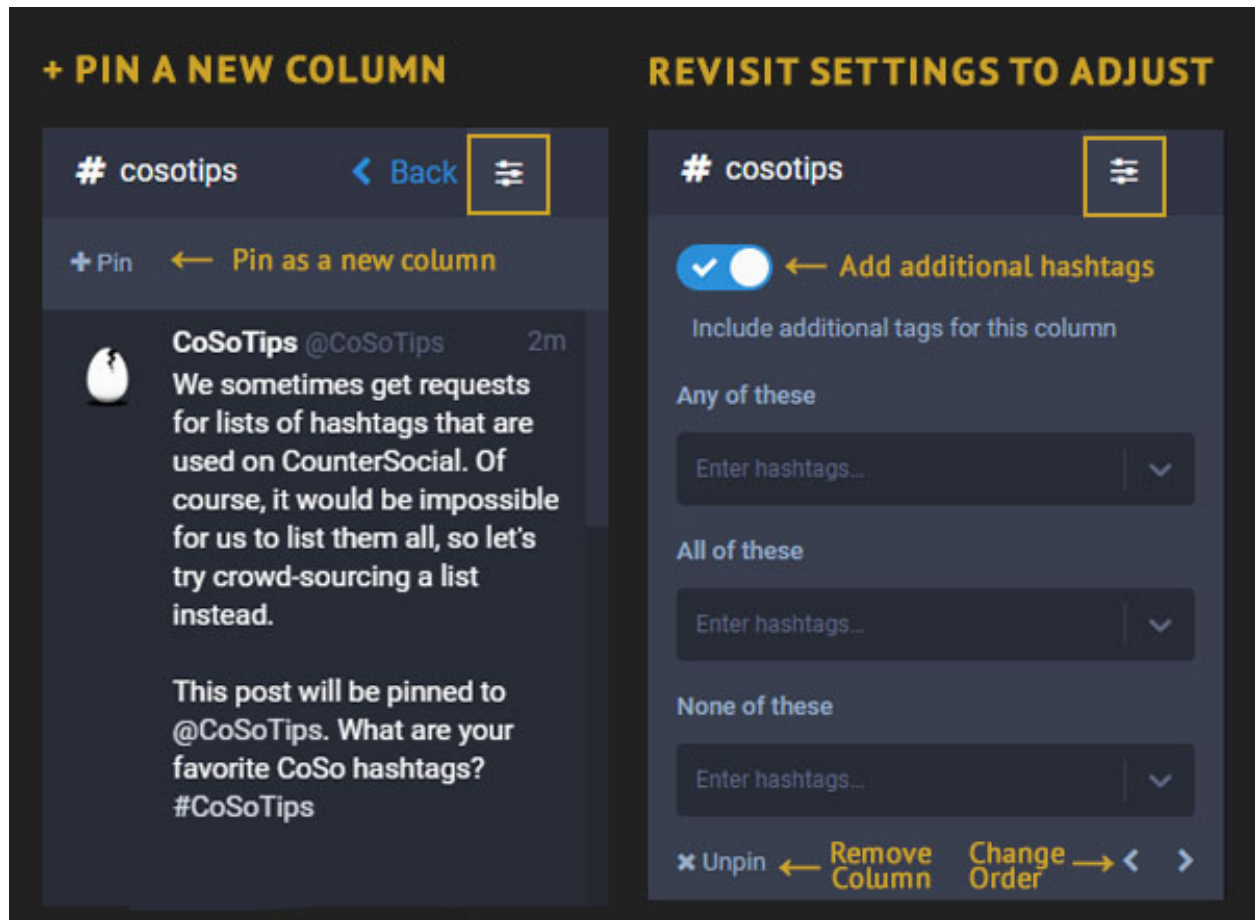 + PIN A NEW COLUMN
# cosotips Back
+ Pin ← Pin as a new column
CoSoTips @CoSoTips 2m
We sometimes get requests
for lists of hashtags that are
used on CounterSocial. Of
course, it would be impossible
for us to list them all, so let's
try crowd-sourcing a list
instead.
This post will be pinned to
@CoSoTips. What are your
favorite CoSo hashtags?
#CoSoTips
REVISIT SETTINGS TO ADJUST
# cosotips
← Add additional hashtags
Include additional tags for this column
Any of these
Enter hashtags...
All of these
Enter hashtags...
None of these
Enter hashtags...
× Unpin ← Remove Column Change Order → < >